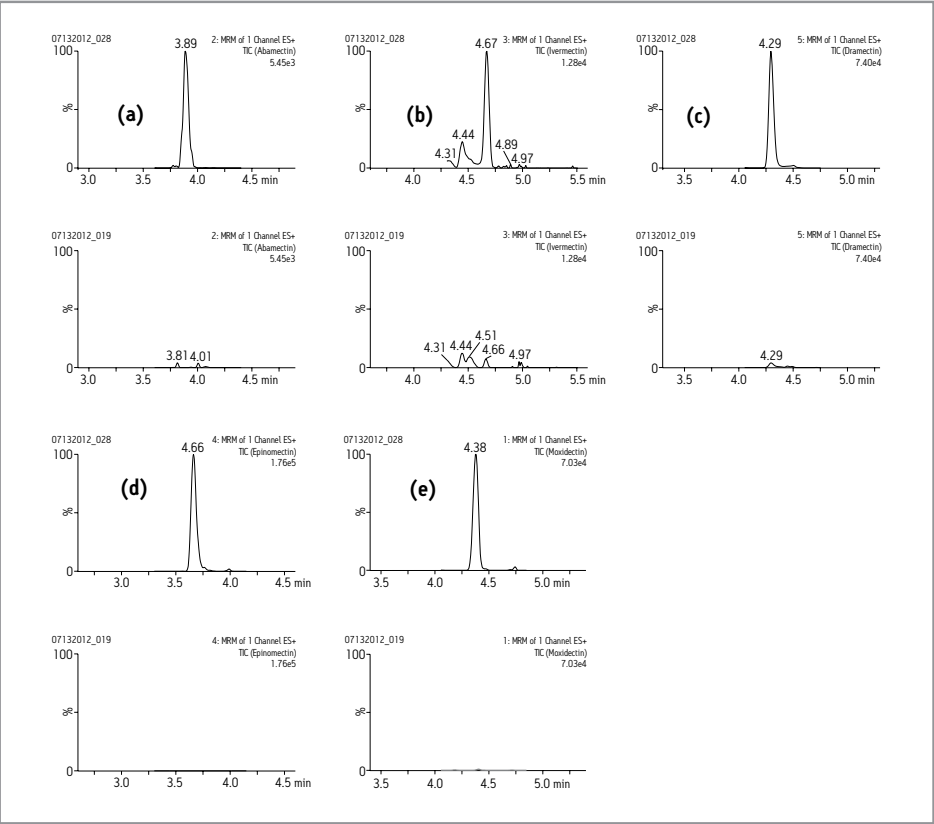 07132012_028
2: MRM of 1 Channel ES+
TIC (Abamectin)
5.45e3
100
%
0
3.89
(a)
3.0 3.5 4.0 4.5 min
07132012_028
3: MRM of 1 Channel ES+
TIC (Ivermectin)
1.28e4
100
%
0
4.67
(b)
4.44
4.31
4.89
4.97
4.0 4.5 5.0 5.5 min
07132012_028
5: MRM of 1 Channel ES+
TIC (Dramectin)
7.40e4
100
%
0
4.29
(c)
3.5 4.0 4.5 5.0 min
07132012_019
2: MRM of 1 Channel ES+
TIC (Abamectin)
5.45e3
100
%
0
3.81 4.01
3.0 3.5 4.0 4.5 min
07132012_019
3: MRM of 1 Channel ES+
TIC (Ivermectin)
1.28e4
100
%
0
4.31
4.44
4.51
4.66
4.97
4.0 4.5 5.0 5.5 min
07132012_019
5: MRM of 1 Channel ES+
TIC (Dramectin)
7.40e4
100
%
0
4.29
3.5 4.0 4.5 5.0 min
07132012_028
4: MRM of 1 Channel ES+
TIC (Epinomectin)
1.76e5
100
%
0
4.66
(d)
3.0 3.5 4.0 4.5 min
07132012_028
1: MRM of 1 Channel ES+
TIC (Moxidectin)
7.03e4
100
%
0
4.38
(e)
3.5 4.0 4.5 5.0 min
07132012_019
4: MRM of 1 Channel ES+
TIC (Epinomectin)
1.76e5
100
%
0
3.0 3.5 4.0 4.5 min
07132012_019
1: MRM of 1 Channel ES+
TIC (Moxidectin)
7.03e4
100
%
0
3.5 4.0 4.5 5.0 min